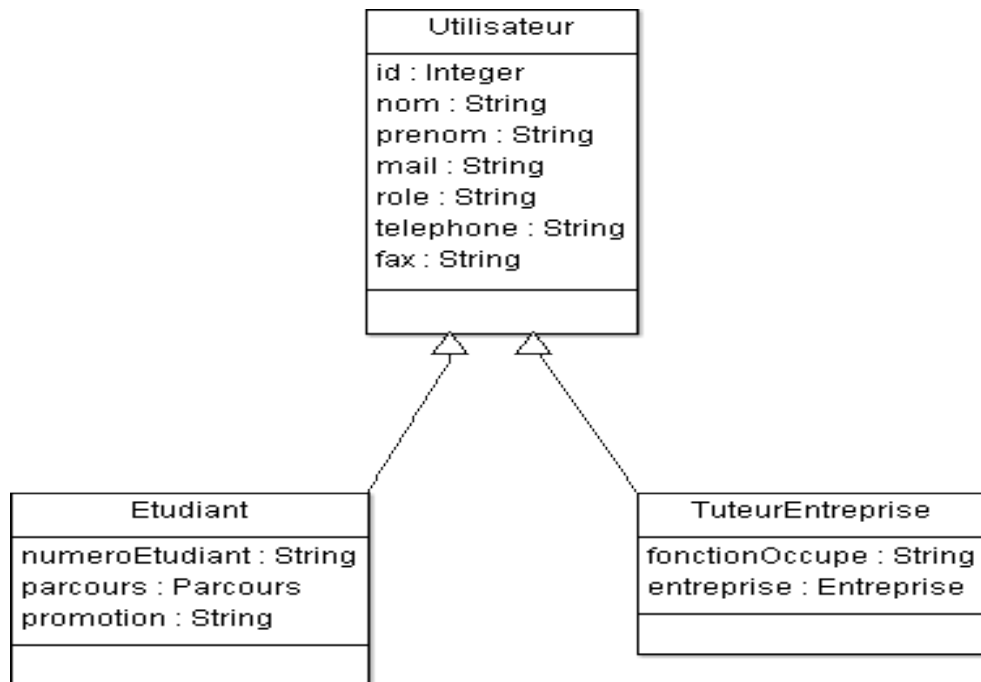 Utilisateur
id : Integer
nom : String
prenom : String
mail : String
role : String
telephone : String
fax : String
Etudiant
numeroEtudiant : String
parcours : Parcours
promotion : String
TuteurEntreprise
fonctionOccupe : String
entreprise : Entreprise